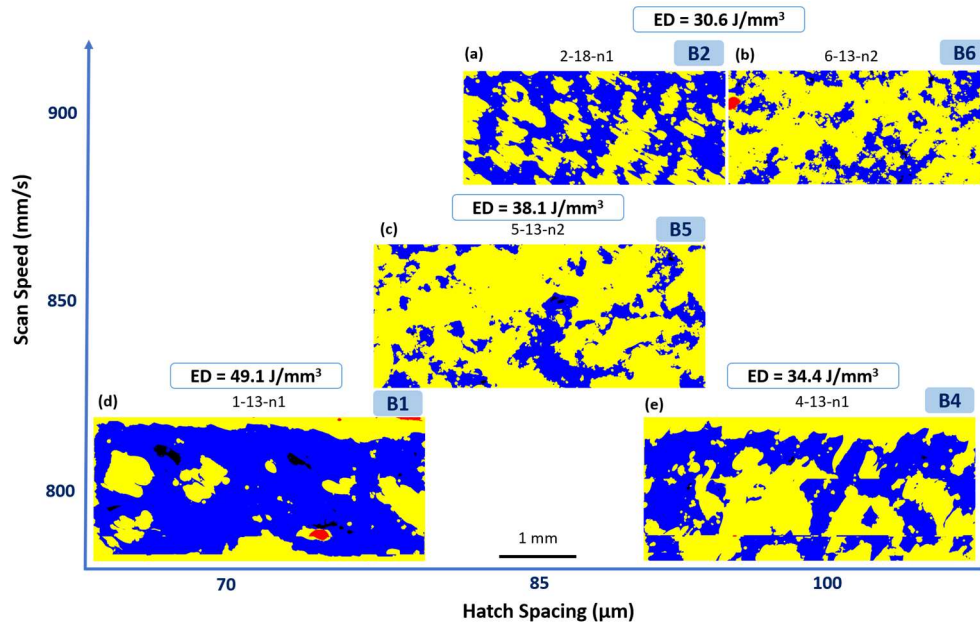 ED = 30.6 J/mm³
(a)
2-18-n1
B2
(b)
6-13-n2
B6
900
ED = 38.1 J/mm³
(c)
5-13-n2
B5
Scan Speed (mm/s)
850
ED = 49.1 J/mm³
(d)
1-13-n1
B1
ED = 34.4 J/mm³
(e)
4-13-n1
B4
800
1 mm
70
85
100
Hatch Spacing (µm)